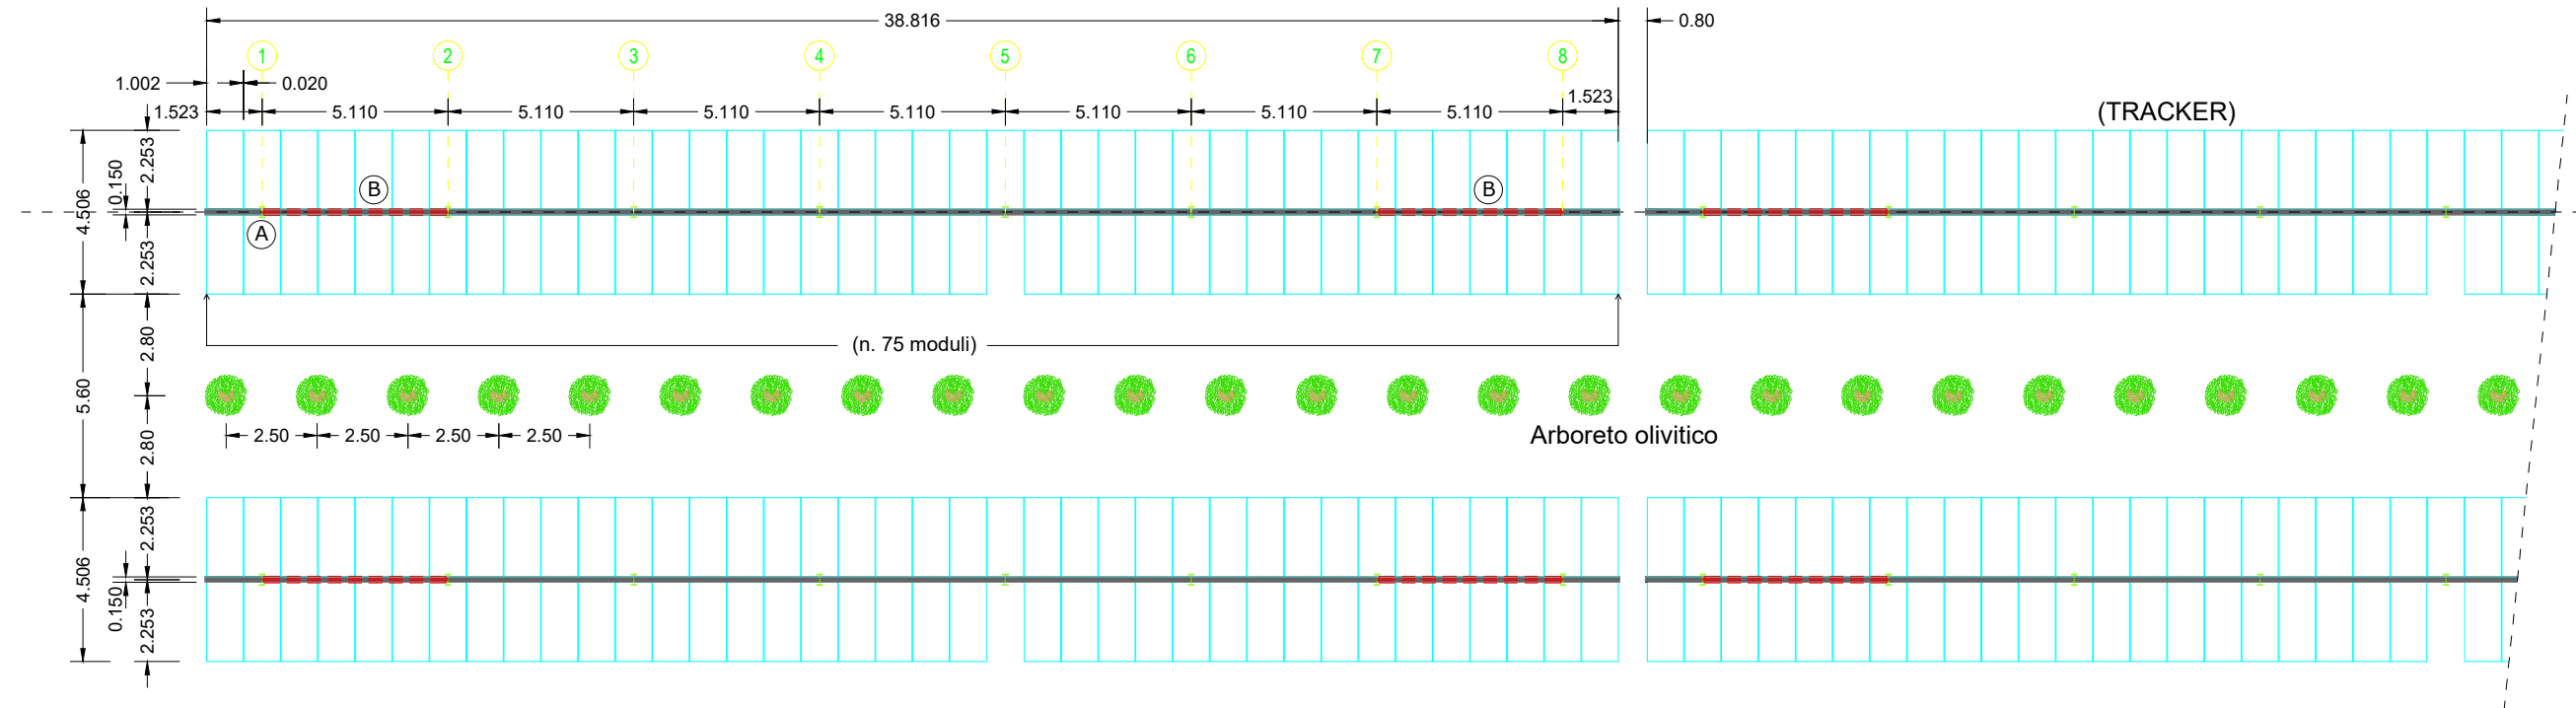 38.816
0.80
1 2 3 4 5 6 7 8
1.002 0.020
1.523 5.110 5.110 5.110 5.110 5.110 5.110 5.110 1.523
(TRACKER)
4.506
0.150
2.253
2.253
B
B
A
(n. 75 moduli)
5.60
2.80
2.80
2.50 2.50 2.50 2.50
Arboreto olivitico
4.506
0.150
2.253
2.253